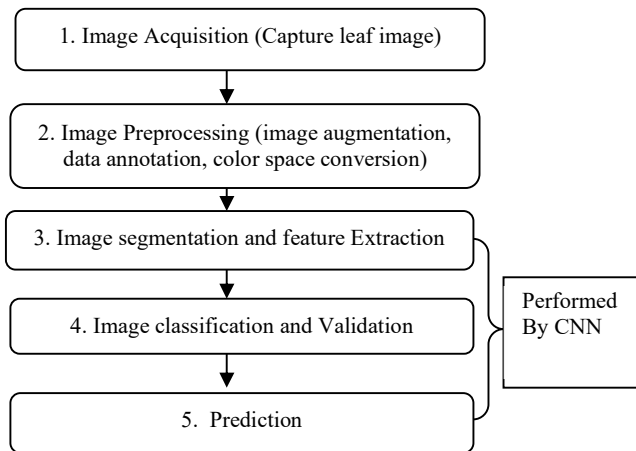 1. Image Acquisition (Capture leaf image)
2. Image Preprocessing (image augmentation,
data annotation, color space conversion)
3. Image segmentation and feature Extraction
4. Image classification and Validation
5. Prediction
Performed
By CNN